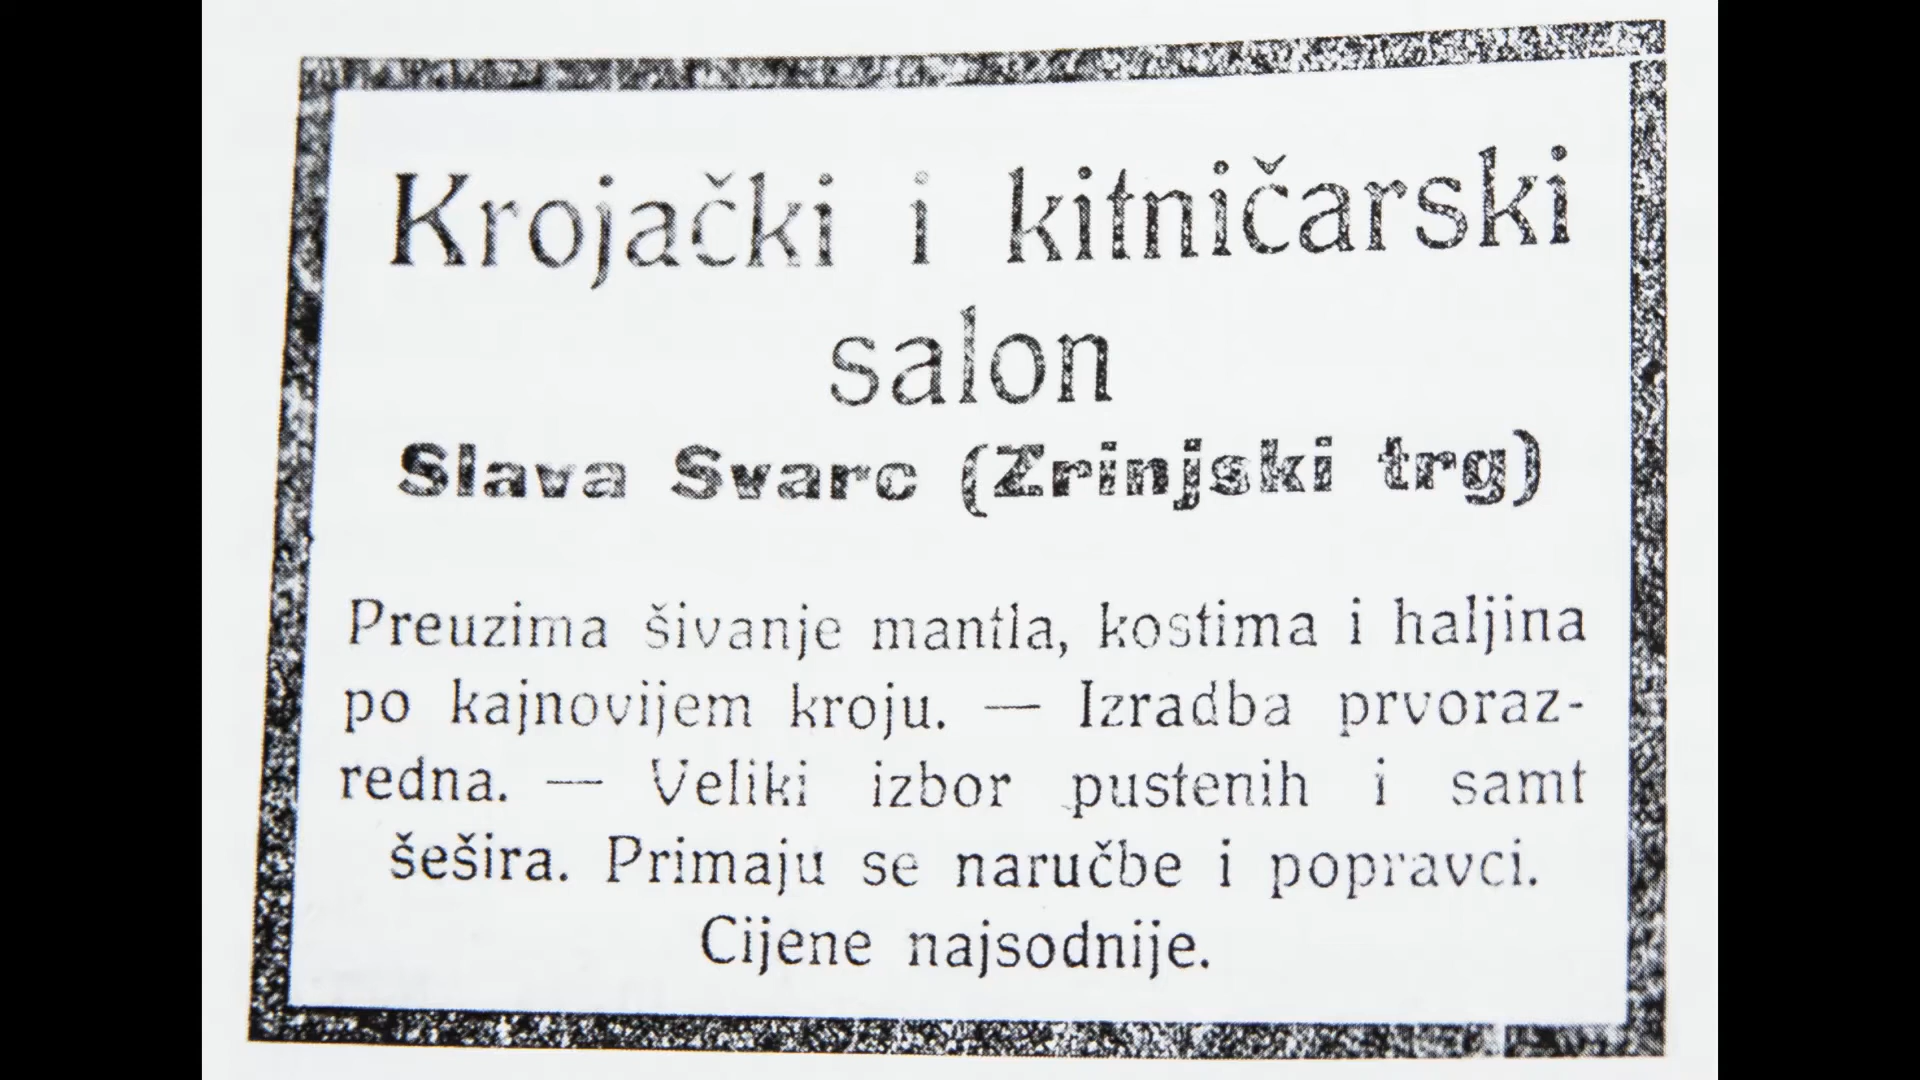 Krojački i kitničarski
salon
Slava Svarc (Zrinjski trg)
Preuzima šivanje mantla, kostima i haljina
po kajnovijem kroju. — Izradba prvoraz-
redna. — Veliki izbor pustenih i samt
šešira. Primaju se naručbe i popravci.
Cijene najsodnije.